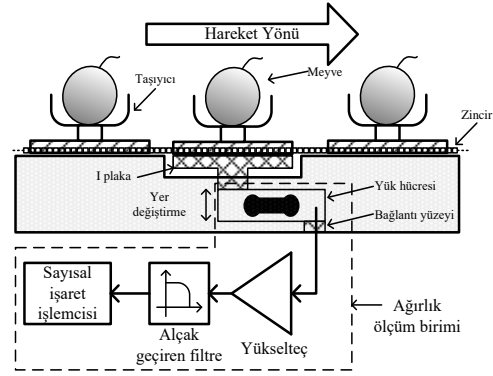 Hareket Yönü
Taşıyıcı
Meyve
Zincir
I plaka
Yer
değiştirme
Yük hücresi
Bağlantı yüzeyi
Sayısal
işaret
işlemcisi
Alçak
geçiren filtre
Yükselteç
Ağırlık
ölçüm birimi